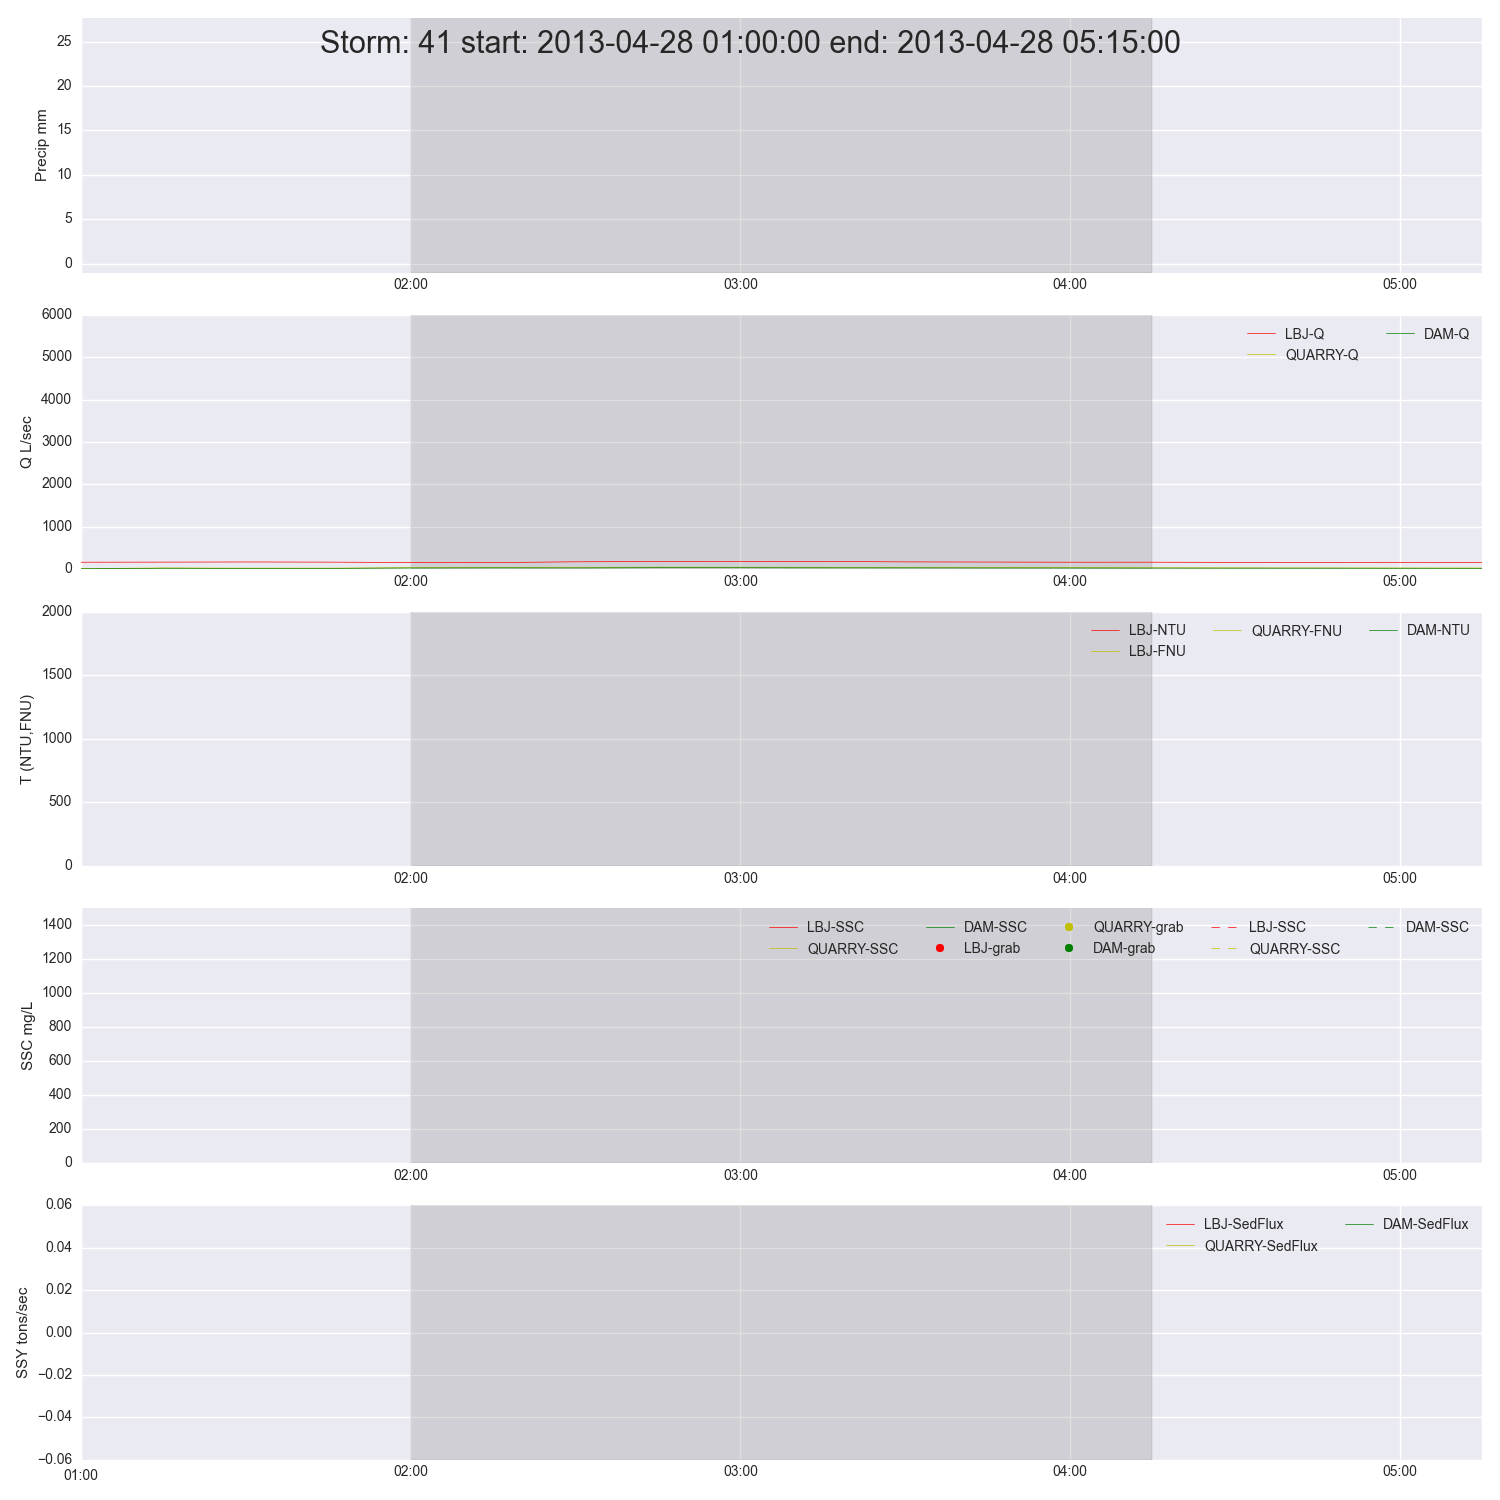 Storm: 41 start: 2013-04-28 01:00:00 end: 2013-04-28 05:15:00
Precip mm
25
20
15
10
5
0
02:00 03:00 04:00 05:00
Q L/sec
6000
5000
4000
3000
2000
1000
0
LBJ-Q DAM-Q
QUARRY-Q
02:00 03:00 04:00 05:00
T (NTU,FNU)
2000
1500
1000
500
0
LBJ-NTU QUARRY-FNU DAM-NTU
LBJ-FNU
02:00 03:00 04:00 05:00
SSC mg/L
1400
1200
1000
800
600
400
200
0
LBJ-SSC DAM-SSC QUARRY-grab LBJ-SSC DAM-SSC
QUARRY-SSC LBJ-grab DAM-grab QUARRY-SSC
02:00 03:00 04:00 05:00
SSY tons/sec
0.06
0.04
0.02
0.00
−0.02
−0.04
−0.06
LBJ-SedFlux DAM-SedFlux
QUARRY-SedFlux
01:00 02:00 03:00 04:00 05:00